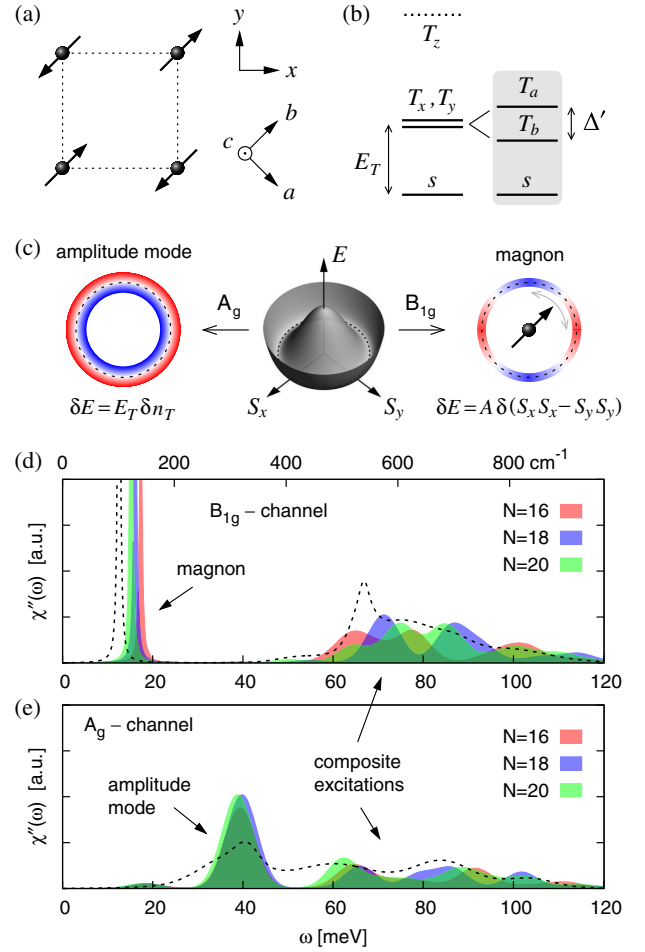 (a)
y
x
b
c
a
(b)
T_z
T_x , T_y
T_a
T_b
Δ′
E_T
s
s
(c)
amplitude mode
E
magnon
A_g
B_1g
S_x
S_y
δE = E_T δn_T
δE = A δ(S_x S_x − S_y S_y)
(d)
0 200 400 600 800 cm⁻¹
B_1g − channel
N=16
N=18
N=20
magnon
χ″(ω) [a.u.]
0 20 40 60 80 100 120
(e)
A_g − channel
N=16
N=18
N=20
composite
excitations
amplitude
mode
χ″(ω) [a.u.]
0 20 40 60 80 100 120
ω [meV]